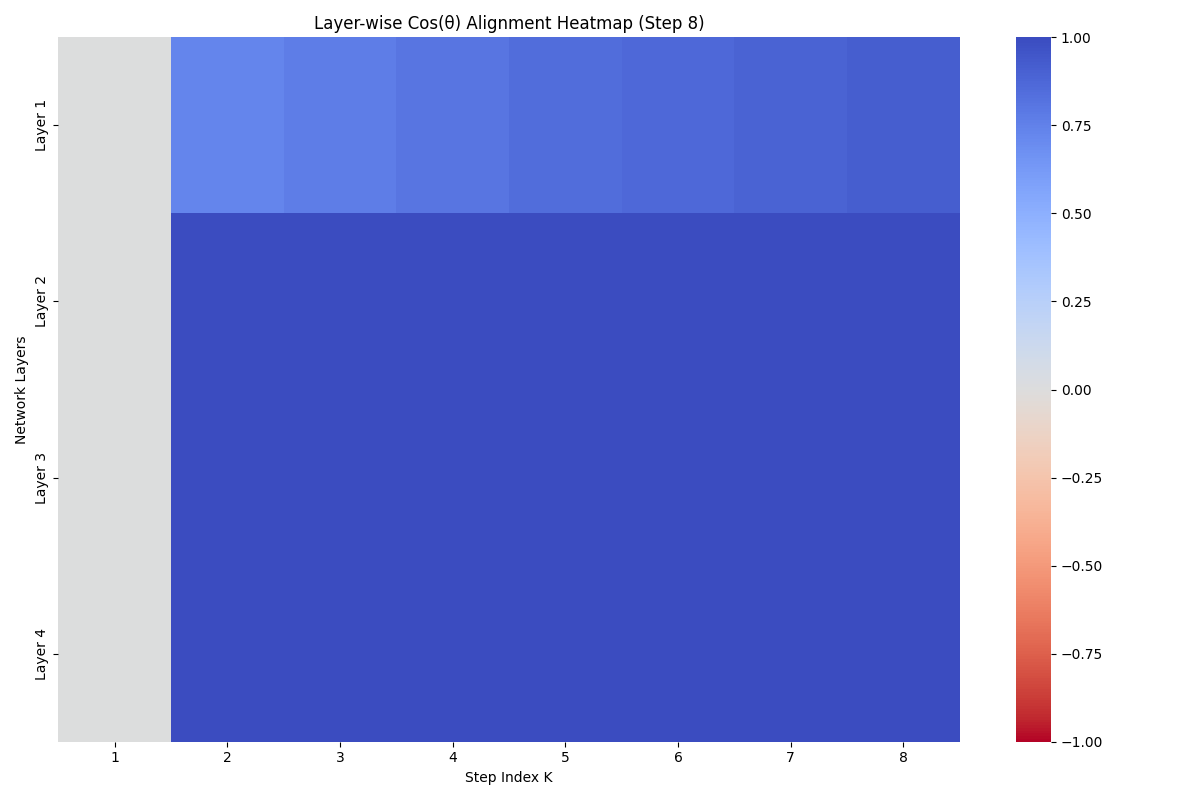 Layer-wise Cos(θ) Alignment Heatmap (Step 8)
Network Layers
Layer 1
Layer 2
Layer 3
Layer 4
1 2 3 4 5 6 7 8
Step Index K
1.00
0.75
0.50
0.25
0.00
−0.25
−0.50
−0.75
−1.00